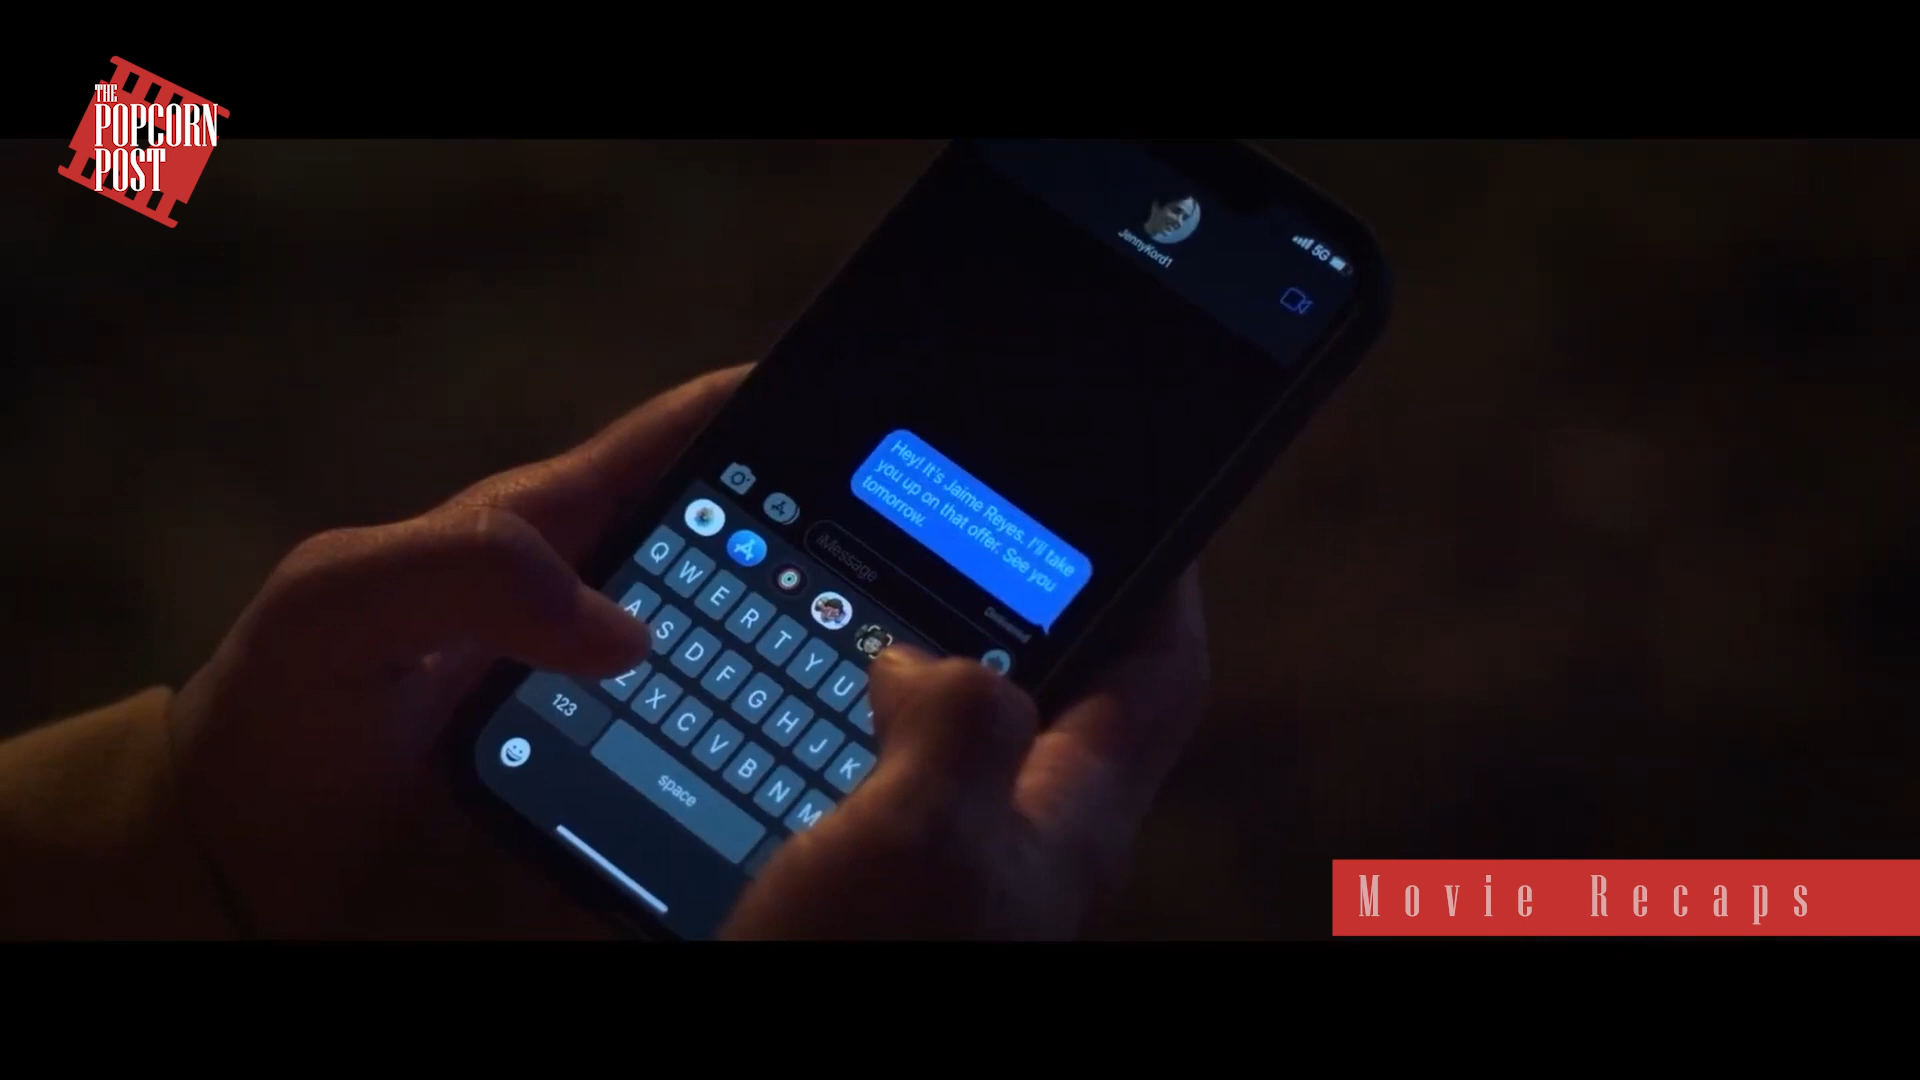 THE
POPCORN
POST
JennyKord1
5G
Hey! It's Jaime Reyes. I'll take
you up on that offer. See you
tomorrow.
Delivered
iMessage
Q W E R T Y U
A S D F G H J K
Z X C V B N M
123
space
Movie Recaps